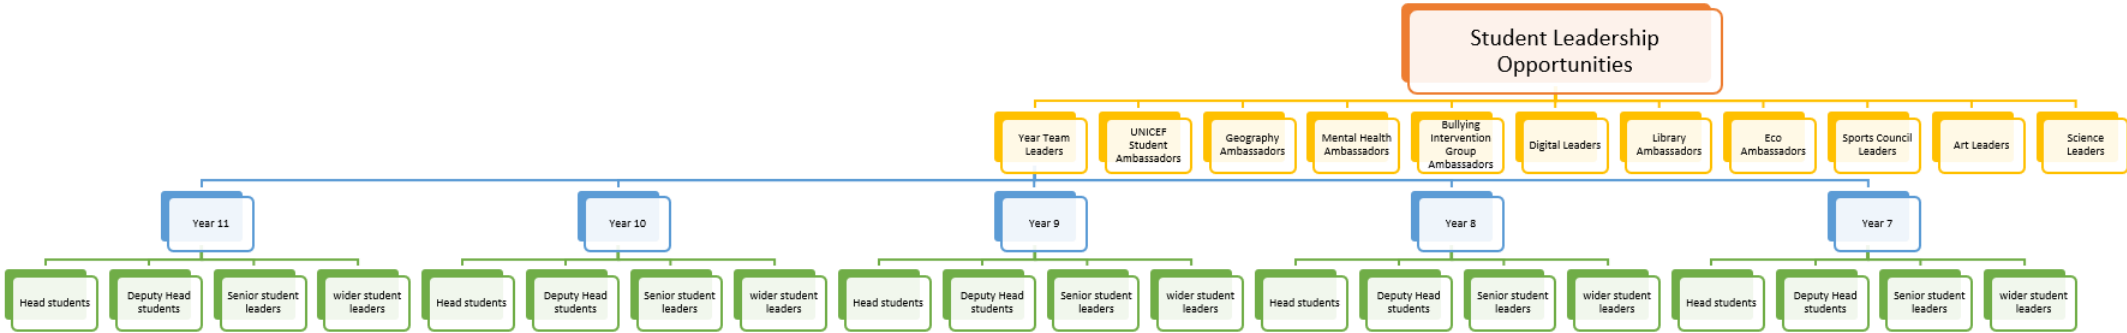 Student Leadership
Opportunities
Year Team
Leaders
UNICEF
Student
Ambassadors
Geography
Ambassadors
Mental Health
Ambassadors
Bullying
Intervention
Group
Ambassadors
Digital Leaders
Library
Ambassadors
Eco
Ambassadors
Sports Council
Leaders
Art Leaders
Science
Leaders
Year 11
Year 10
Year 9
Year 8
Year 7
Head students
Deputy Head
students
Senior student
leaders
wider student
leaders
Head students
Deputy Head
students
Senior student
leaders
wider student
leaders
Head students
Deputy Head
students
Senior student
leaders
wider student
leaders
Head students
Deputy Head
students
Senior student
leaders
wider student
leaders
Head students
Deputy Head
students
Senior student
leaders
wider student
leaders